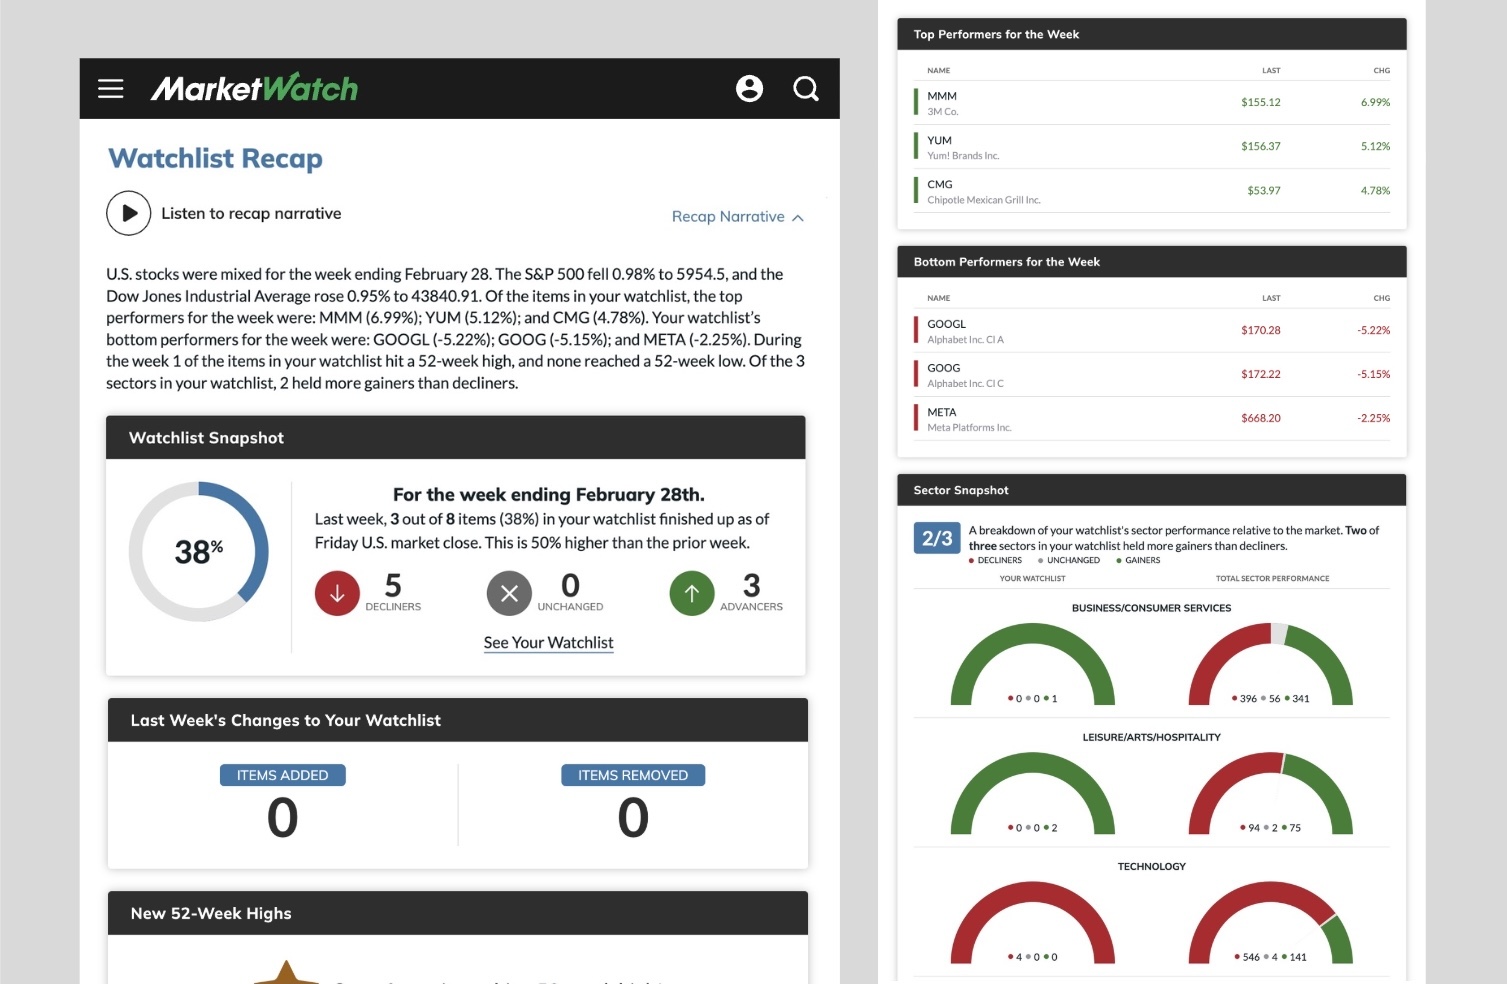 MarketWatch
Watchlist Recap
Listen to recap narrative
Recap Narrative
U.S. stocks were mixed for the week ending February 28. The S&P 500 fell 0.98% to 5954.5, and the
Dow Jones Industrial Average rose 0.95% to 43840.91. Of the items in your watchlist, the top
performers for the week were: MMM (6.99%); YUM (5.12%); and CMG (4.78%). Your watchlist's
bottom performers for the week were: GOOGL (-5.22%); GOOG (-5.15%); and META (-2.25%). During
the week 1 of the items in your watchlist hit a 52-week high, and none reached a 52-week low. Of the 3
sectors in your watchlist, 2 held more gainers than decliners.
Watchlist Snapshot
38%
For the week ending February 28th.
Last week, 3 out of 8 items (38%) in your watchlist finished up as of
Friday U.S. market close. This is 50% higher than the prior week.
5
DECLINERS
0
UNCHANGED
3
ADVANCERS
See Your Watchlist
Last Week's Changes to Your Watchlist
ITEMS ADDED
0
ITEMS REMOVED
0
New 52-Week Highs
Top Performers for the Week
NAME LAST CHG
MMM $155.12 6.99%
3M Co.
YUM $156.37 5.12%
Yum! Brands Inc.
CMG $53.97 4.78%
Chipotle Mexican Grill Inc.
Bottom Performers for the Week
NAME LAST CHG
GOOGL $170.28 -5.22%
Alphabet Inc. Cl A
GOOG $172.22 -5.15%
Alphabet Inc. Cl C
META $668.20 -2.25%
Meta Platforms Inc.
Sector Snapshot
2/3
A breakdown of your watchlist's sector performance relative to the market. Two of
three sectors in your watchlist held more gainers than decliners.
DECLINERS UNCHANGED GAINERS
YOUR WATCHLIST TOTAL SECTOR PERFORMANCE
BUSINESS/CONSUMER SERVICES
0 0 1 396 56 341
LEISURE/ARTS/HOSPITALITY
0 0 2 94 2 75
TECHNOLOGY
4 0 0 546 4 141